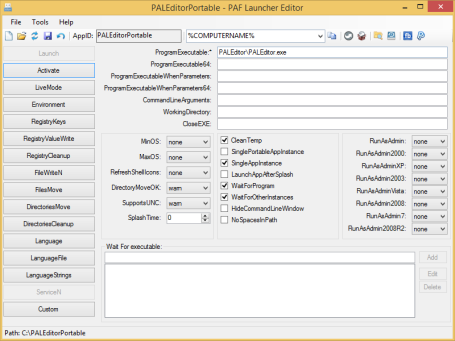 PALEditorPortable - PAF Launcher Editor
File Tools Help
AppID: PALEditorPortable %COMPUTERNAME%
Launch
Activate
LiveMode
Environment
RegistryKeys
RegistryValueWrite
RegistryCleanup
FileWriteN
FilesMove
DirectoriesMove
DirectoriesCleanup
Language
LanguageFile
LanguageStrings
ServiceN
Custom
ProgramExecutable:* PALEditor\PALEditor.exe
ProgramExecutable64:
ProgramExecutableWhenParameters:
ProgramExecutableWhenParameters64:
CommandLineArguments:
WorkingDirectory:
CloseEXE:
MinOS: none
MaxOS: none
RefreshShellIcons: none
DirectoryMoveOK: warn
SupportsUNC: warn
SplashTime: 0
CleanTemp
SinglePortableAppInstance
SingleAppInstance
LaunchAppAfterSplash
WaitForProgram
WaitForOtherInstances
HideCommandLineWindow
NoSpacesInPath
RunAsAdmin: none
RunAsAdmin2000: none
RunAsAdminXP: none
RunAsAdmin2003: none
RunAsAdminVista: none
RunAsAdmin2008: none
RunAsAdmin7: none
RunAsAdmin2008R2: none
Wait For executable:
Add
Edit
Delete
Path: C:\PALEditorPortable